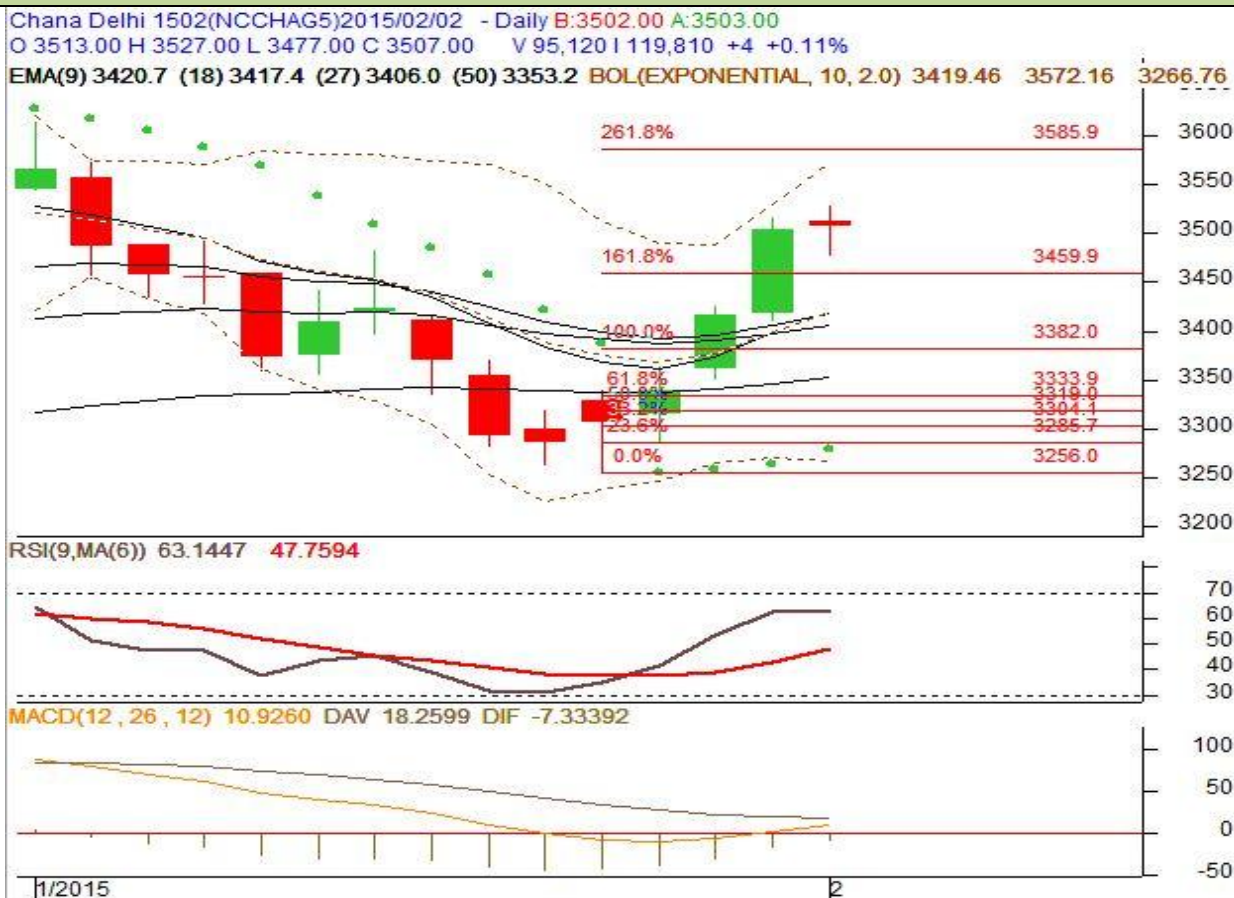 Chana Delhi 1502(NCCHAG5)2015/02/02 - Daily B:3502.00 A:3503.00
O 3513.00 H 3527.00 L 3477.00 C 3507.00 V 95,120 I 119,810 +4 +0.11%
EMA(9) 3420.7 (18) 3417.4 (27) 3406.0 (50) 3353.2 BOL(EXPONENTIAL, 10, 2.0) 3419.46 3572.16 3266.76
261.8% 3585.9 3600
3550
3500
161.8% 3459.9 3450
3400
100.0% 3382.0
61.8% 3333.9 3350
50.0% 3319.0
38.2% 3304.1 3300
23.6% 3285.7
0.0% 3256.0 3250
3200
RSI(9,MA(6)) 63.1447 47.7594
70
60
50
40
30
MACD(12 , 26 , 12) 10.9260 DAV 18.2599 DIF -7.33392
100
50
0
-50
1/2015 2